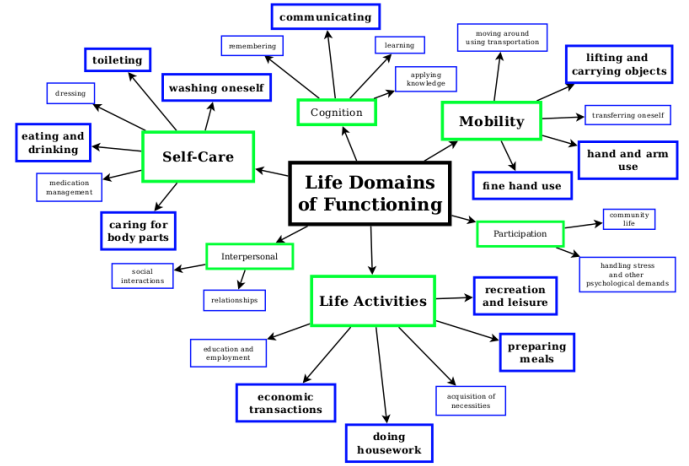 communicating
remembering
learning
moving around
using transportation
toileting
lifting and
carrying objects
washing oneself
applying
knowledge
dressing
Cognition
Mobility
transferring oneself
eating and
drinking
Self-Care
hand and arm
use
medication
management
Life Domains
of Functioning
fine hand use
caring for
body parts
community
life
Participation
Interpersonal
social
interactions
handling stress
and other
psychological demands
relationships
Life Activities
recreation
and leisure
education and
employment
preparing
meals
economic
transactions
acquisition of
necessities
doing
housework